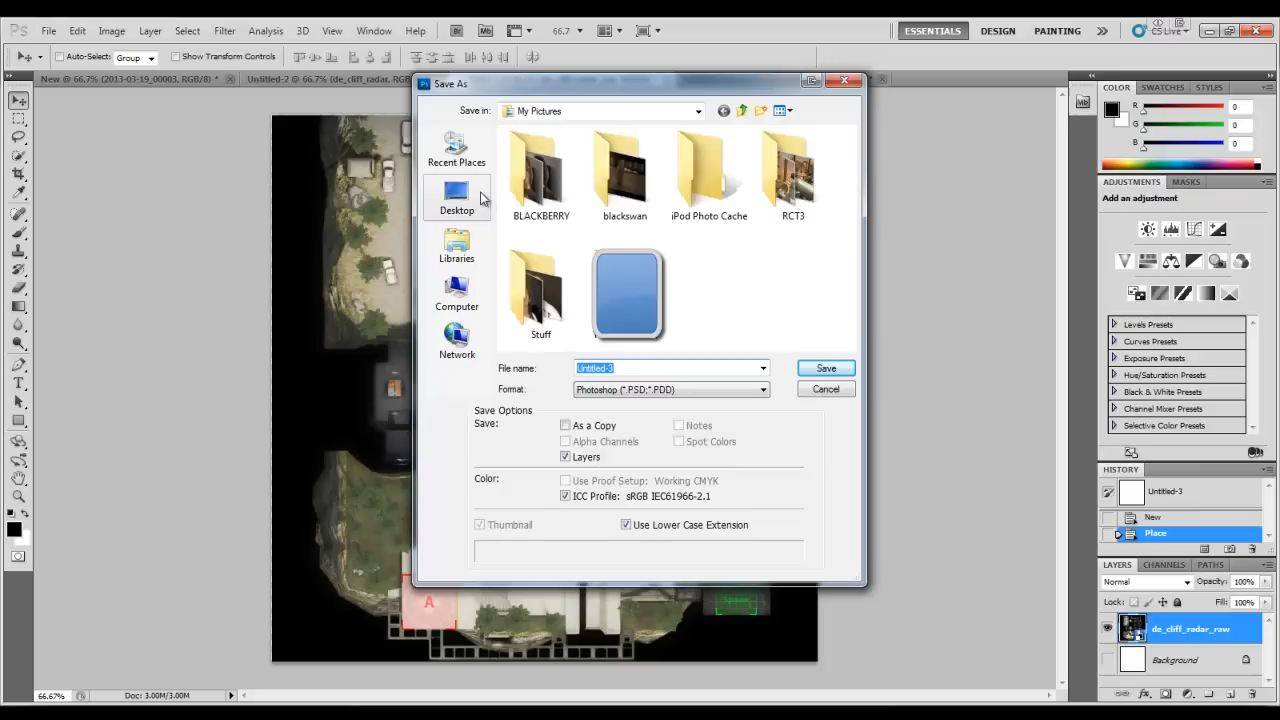 Ps File Edit Image Layer Select Filter Analysis 3D View Window Help Br Mb 66.7 ESSENTIALS DESIGN PAINTING CS Live
Auto-Select: Group Show Transform Controls
New @ 66.7% (2013-03-19_00003, RGB/8) * Untitled-2 @ 66.7% (de_cliff_radar, RGB
Save As
Save in: My Pictures
Recent Places
Desktop
Libraries
Computer
Network
BLACKBERRY blackswan iPod Photo Cache RCT3
Stuff
File name: Untitled-3 Save
Format: Photoshop (*.PSD;*.PDD) Cancel
Save Options
Save: As a Copy Notes
Alpha Channels Spot Colors
Layers
Color: Use Proof Setup: Working CMYK
ICC Profile: sRGB IEC61966-2.1
Thumbnail Use Lower Case Extension
A
66.67% Doc: 3.00M/3.00M
Mb
COLOR SWATCHES STYLES
R 0
G 0
B 0
ADJUSTMENTS MASKS
Add an adjustment
Levels Presets
Curves Presets
Exposure Presets
Hue/Saturation Presets
Black & White Presets
Channel Mixer Presets
Selective Color Presets
HISTORY
Untitled-3
New
Place
LAYERS CHANNELS PATHS
Normal Opacity: 100%
Lock: Fill: 100%
de_cliff_radar_raw
Background